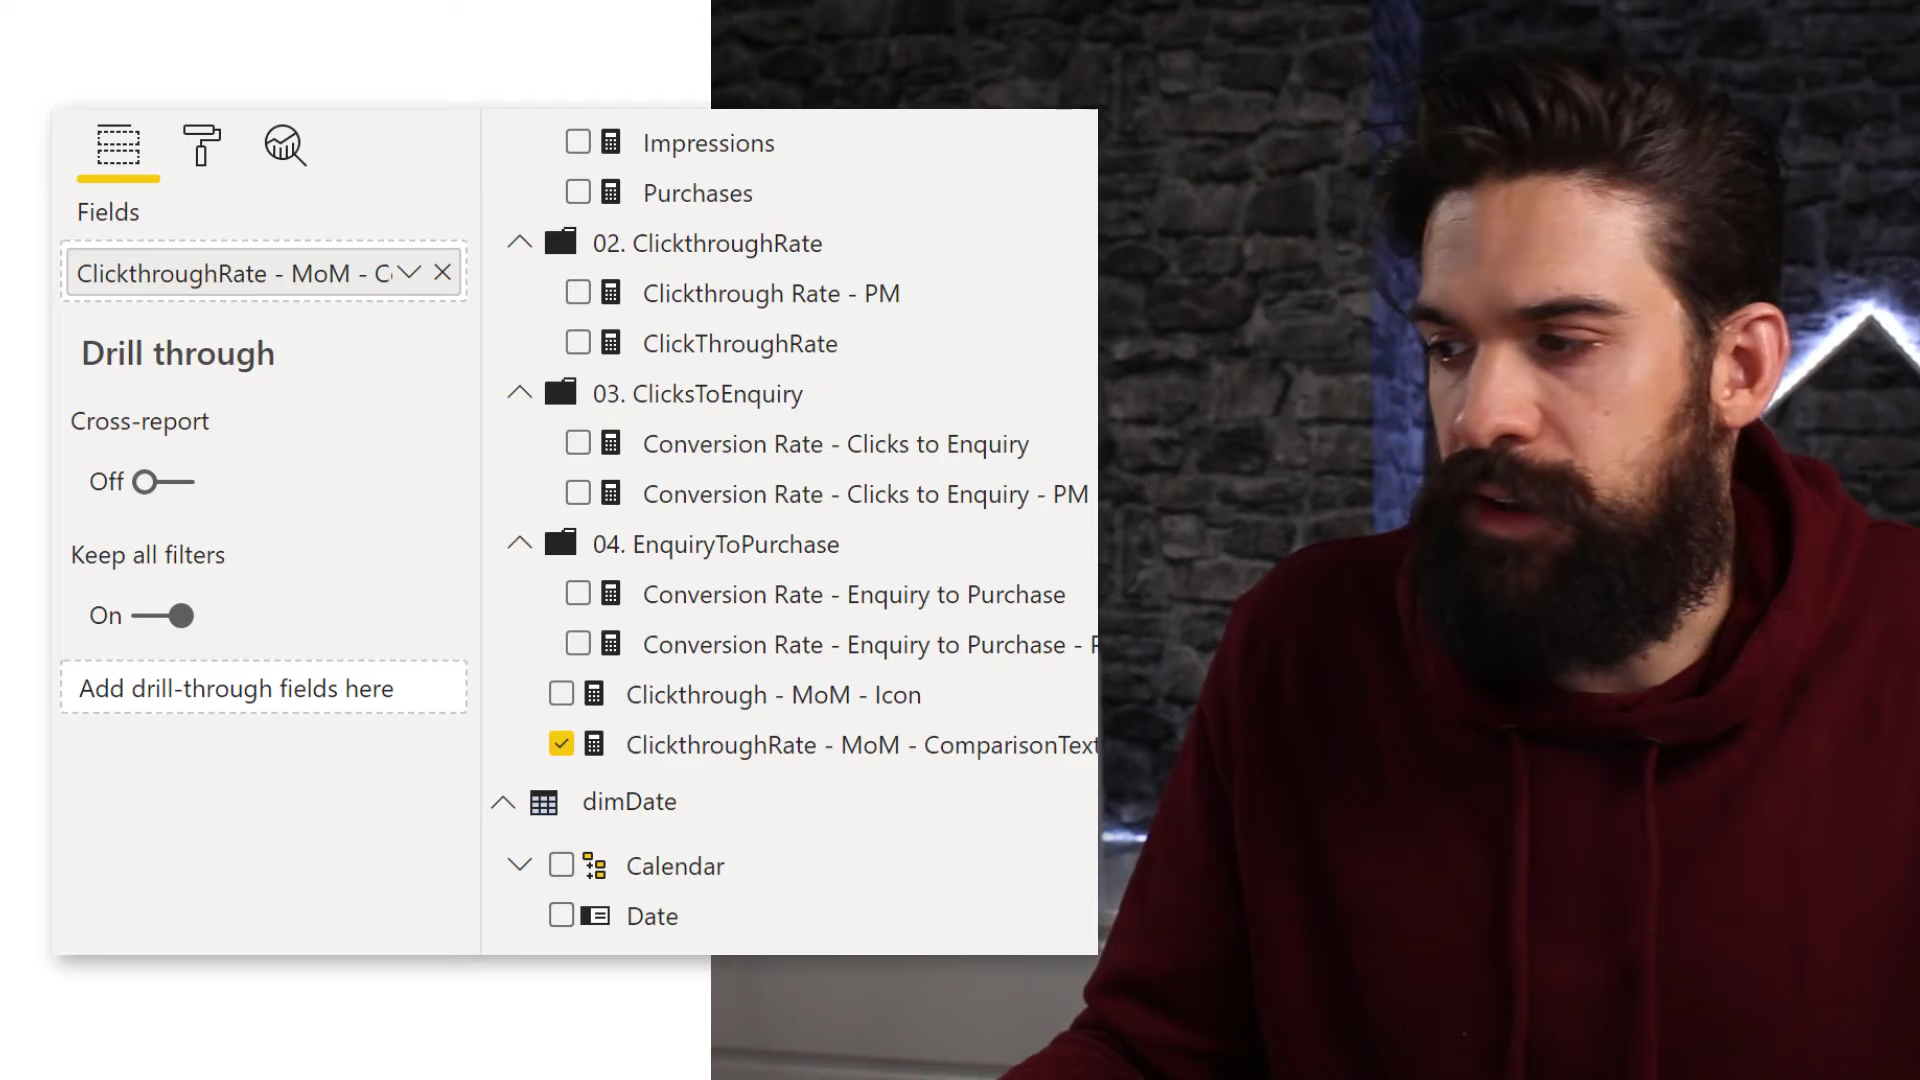 Fields
ClickthroughRate - MoM - C
Drill through
Cross-report
Off
Keep all filters
On
Add drill-through fields here
Impressions
Purchases
02. ClickthroughRate
Clickthrough Rate - PM
ClickThroughRate
03. ClicksToEnquiry
Conversion Rate - Clicks to Enquiry
Conversion Rate - Clicks to Enquiry - PM
04. EnquiryToPurchase
Conversion Rate - Enquiry to Purchase
Conversion Rate - Enquiry to Purchase -
Clickthrough - MoM - Icon
ClickthroughRate - MoM - ComparisonText
dimDate
Calendar
Date